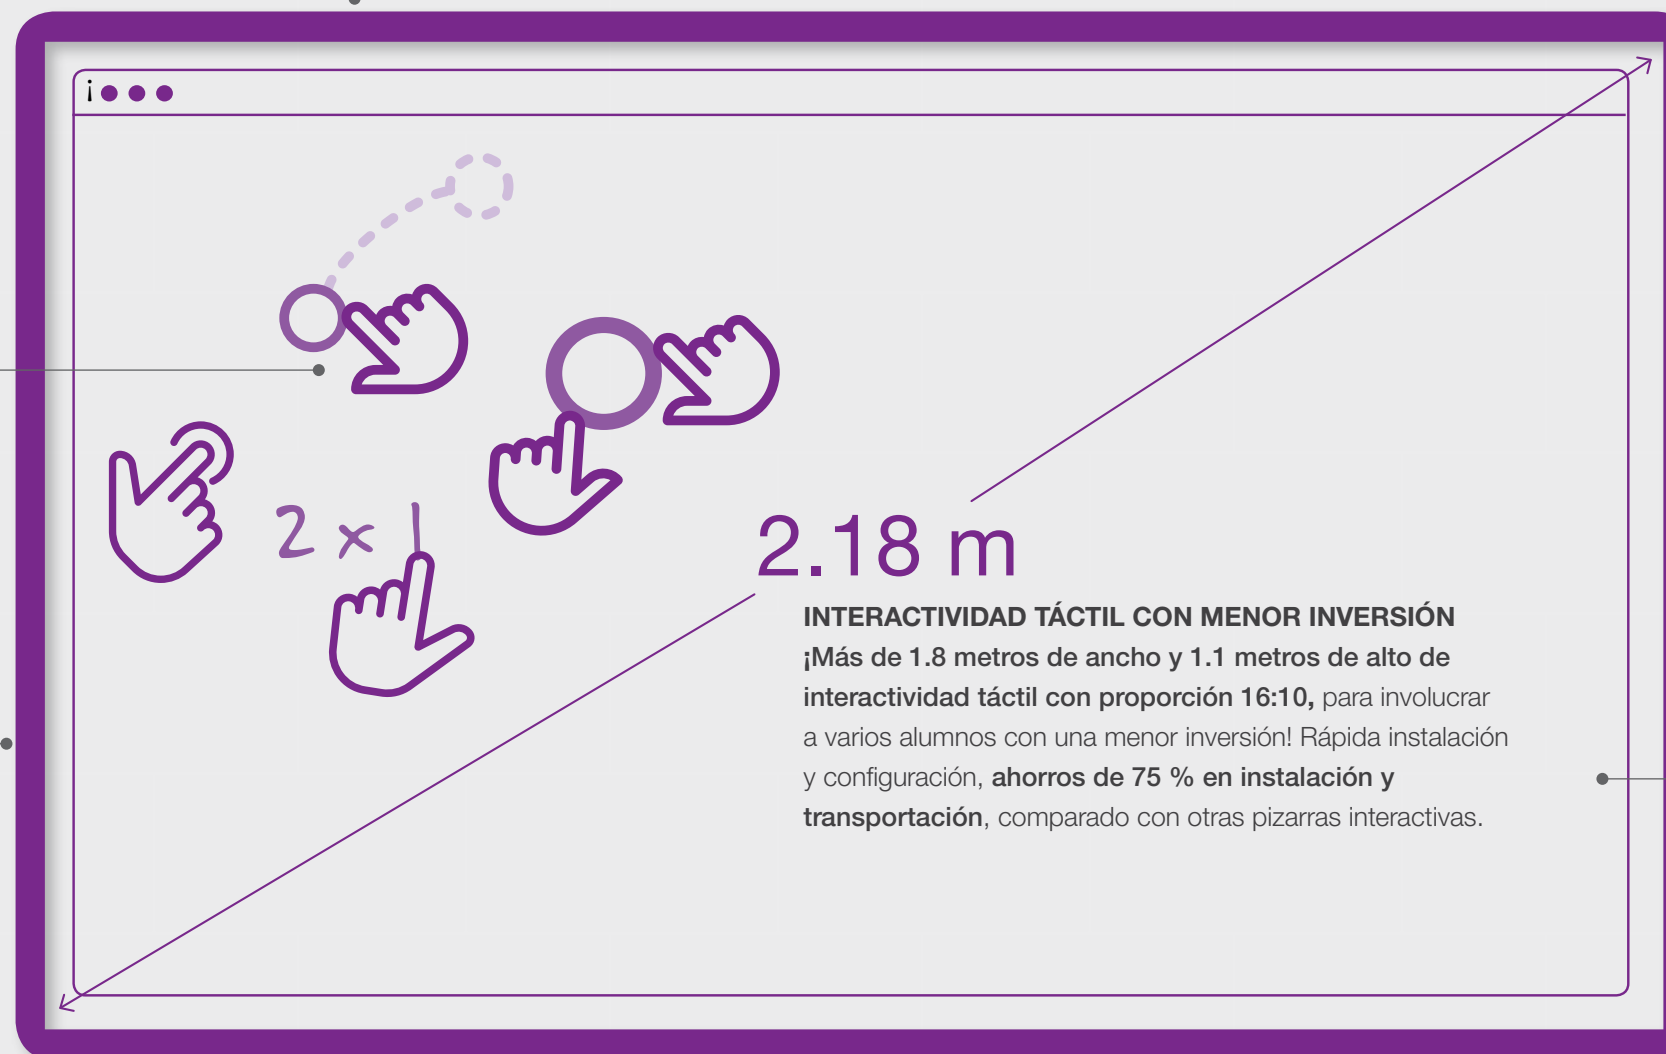 ¡
2 x 1
2.18 m
INTERACTIVIDAD TÁCTIL CON MENOR INVERSIÓN
¡Más de 1.8 metros de ancho y 1.1 metros de alto de
interactividad táctil con proporción 16:10, para involucrar
a varios alumnos con una menor inversión! Rápida instalación
y configuración, ahorros de 75 % en instalación y
transportación, comparado con otras pizarras interactivas.